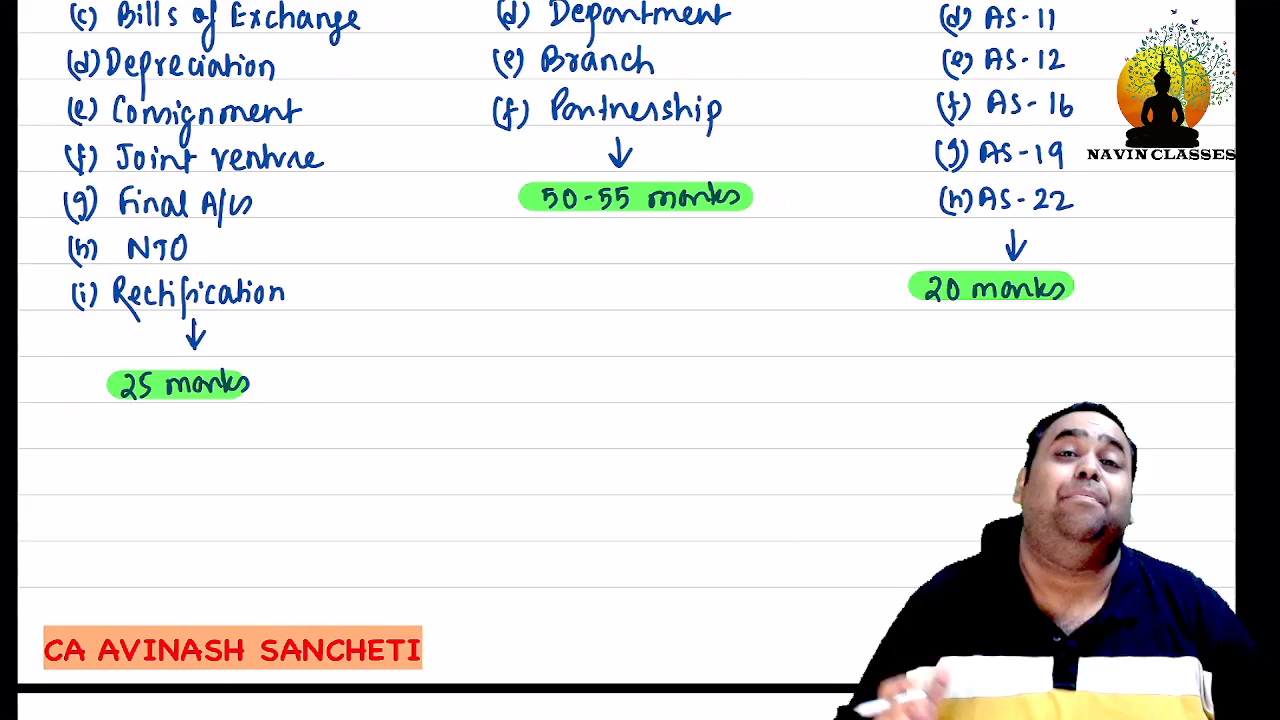 (c) Bills of Exchange
(d) Depreciation
(e) Consignment
(f) Joint venture
(g) Final A/cs
(h) NTO
(i) Rectification
25 marks
(d) Department
(e) Branch
(f) Partnership
50-55 marks
(d) AS-11
(e) AS-12
(f) AS-16
(g) AS-19
(h) AS-22
20 marks
NAVIN CLASSES
CA AVINASH SANCHETI